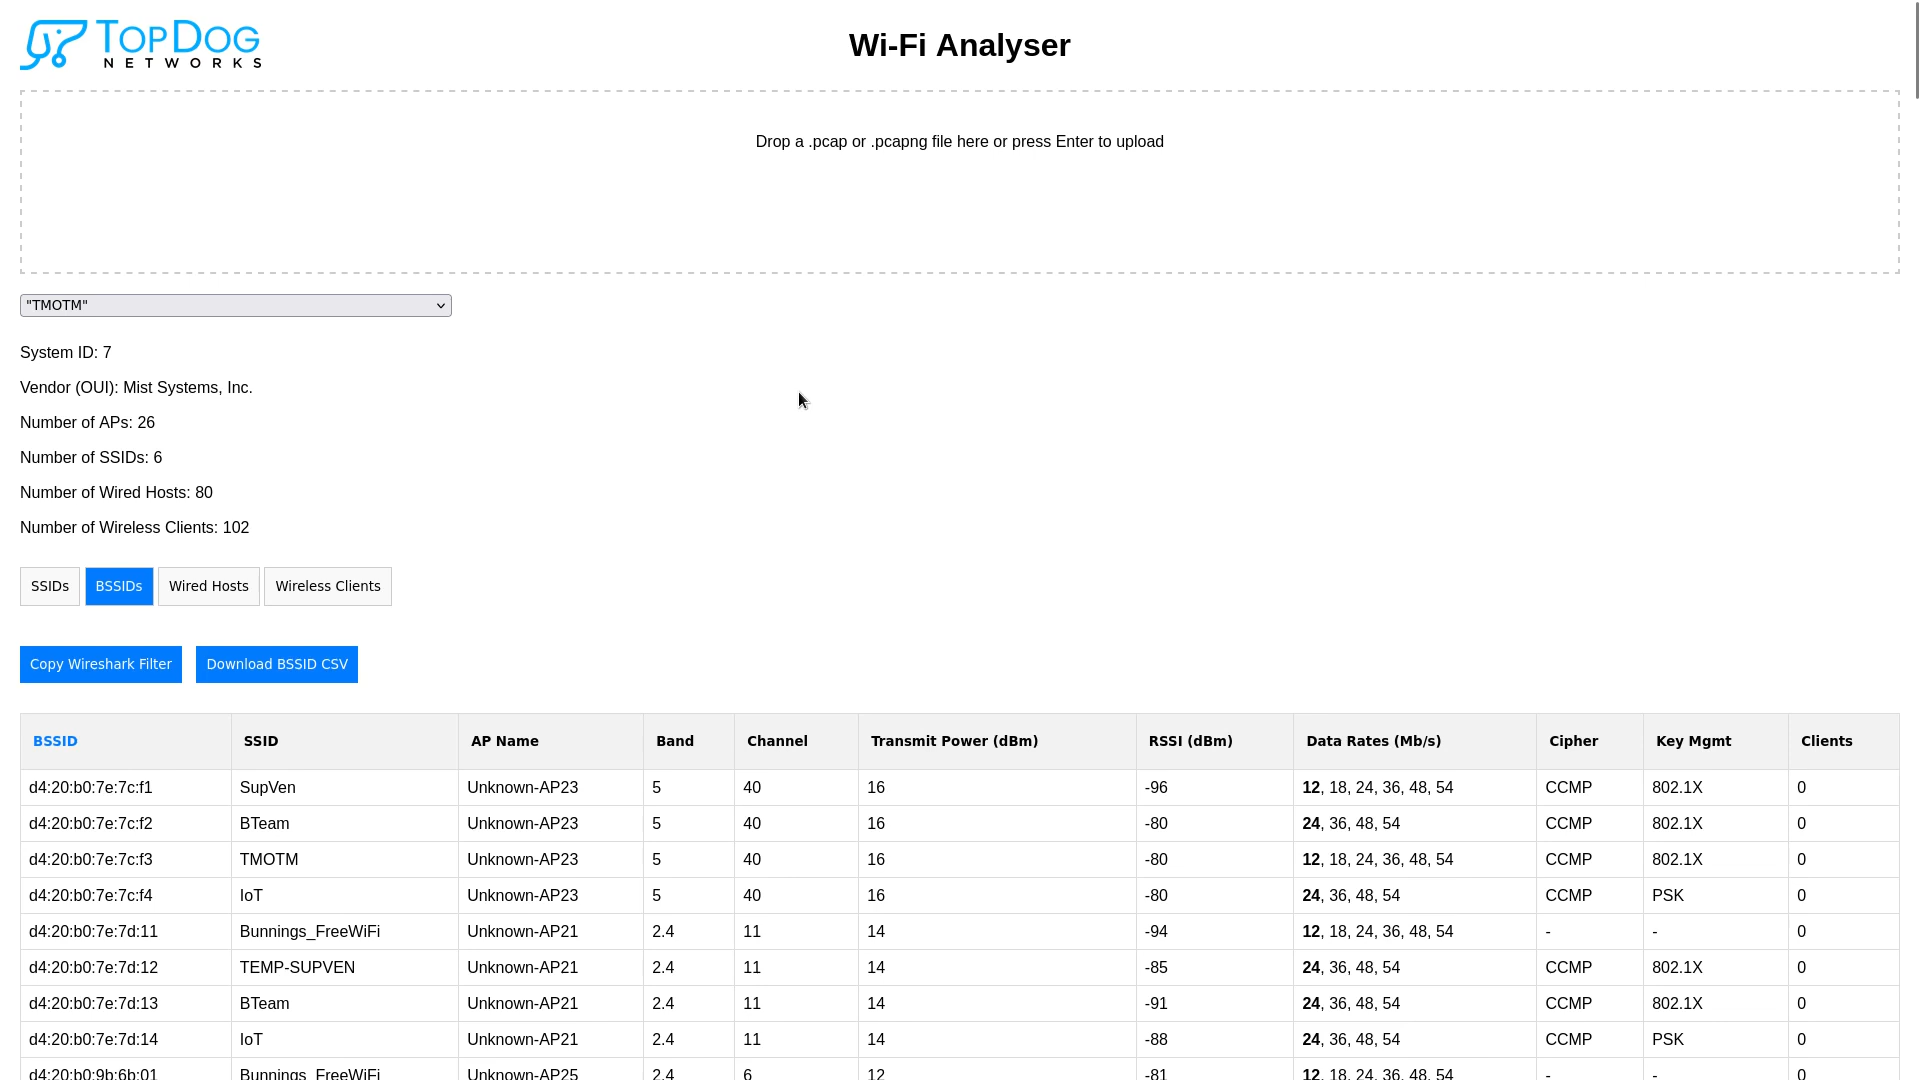 TOPDOG
NETWORKS
Wi-Fi Analyser
Drop a .pcap or .pcapng file here or press Enter to upload
"TMOTM"
System ID: 7
Vendor (OUI): Mist Systems, Inc.
Number of APs: 26
Number of SSIDs: 6
Number of Wired Hosts: 80
Number of Wireless Clients: 102
SSIDs BSSIDs Wired Hosts Wireless Clients
Copy Wireshark Filter Download BSSID CSV
BSSID SSID AP Name Band Channel Transmit Power (dBm) RSSI (dBm) Data Rates (Mb/s) Cipher Key Mgmt Clients
d4:20:b0:7e:7c:f1 SupVen Unknown-AP23 5 40 16 -96 12, 18, 24, 36, 48, 54 CCMP 802.1X 0
d4:20:b0:7e:7c:f2 BTeam Unknown-AP23 5 40 16 -80 24, 36, 48, 54 CCMP 802.1X 0
d4:20:b0:7e:7c:f3 TMOTM Unknown-AP23 5 40 16 -80 12, 18, 24, 36, 48, 54 CCMP 802.1X 0
d4:20:b0:7e:7c:f4 IoT Unknown-AP23 5 40 16 -80 24, 36, 48, 54 CCMP PSK 0
d4:20:b0:7e:7d:11 Bunnings_FreeWiFi Unknown-AP21 2.4 11 14 -94 12, 18, 24, 36, 48, 54 - - 0
d4:20:b0:7e:7d:12 TEMP-SUPVEN Unknown-AP21 2.4 11 14 -85 24, 36, 48, 54 CCMP 802.1X 0
d4:20:b0:7e:7d:13 BTeam Unknown-AP21 2.4 11 14 -91 24, 36, 48, 54 CCMP 802.1X 0
d4:20:b0:7e:7d:14 IoT Unknown-AP21 2.4 11 14 -88 24, 36, 48, 54 CCMP PSK 0
d4:20:b0:9b:6b:01 Bunnings_FreeWiFi Unknown-AP25 2.4 6 12 -81 12, 18, 24, 36, 48, 54 - - 0